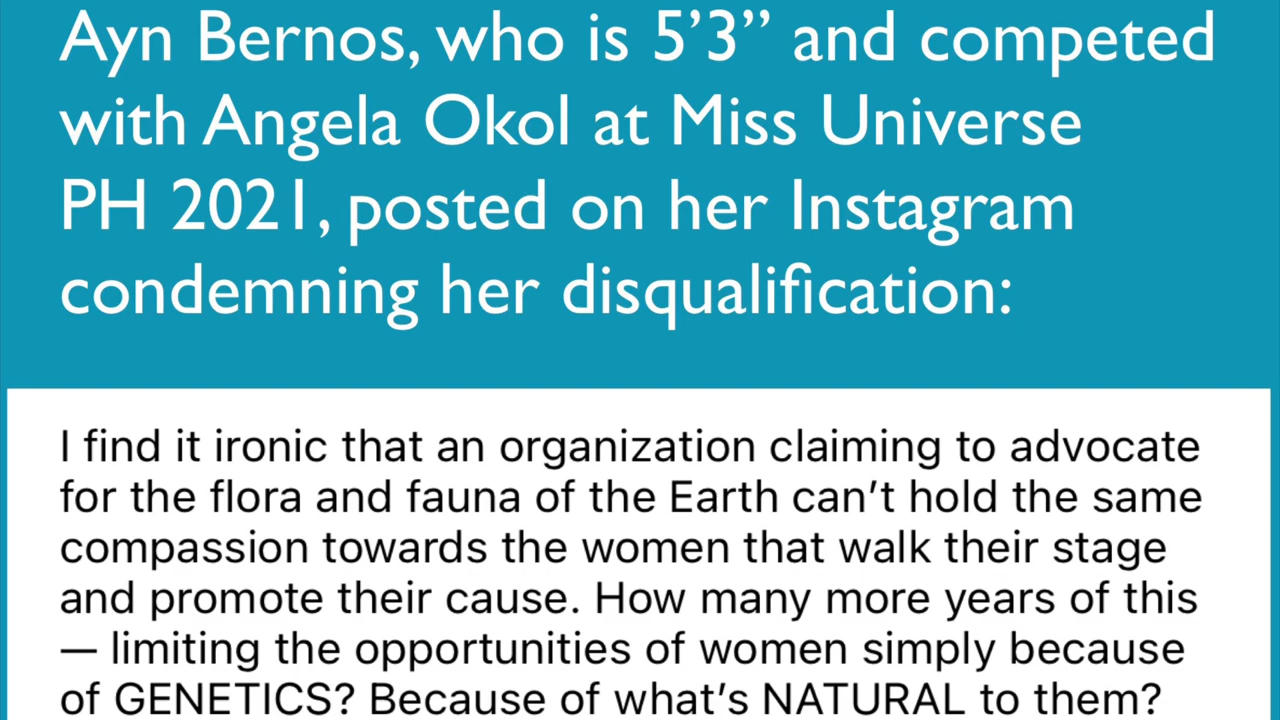 Ayn Bernos, who is 5’3” and competed
with Angela Okol at Miss Universe
PH 2021, posted on her Instagram
condemning her disqualification:
I find it ironic that an organization claiming to advocate
for the flora and fauna of the Earth can’t hold the same
compassion towards the women that walk their stage
and promote their cause. How many more years of this
— limiting the opportunities of women simply because
of GENETICS? Because of what’s NATURAL to them?